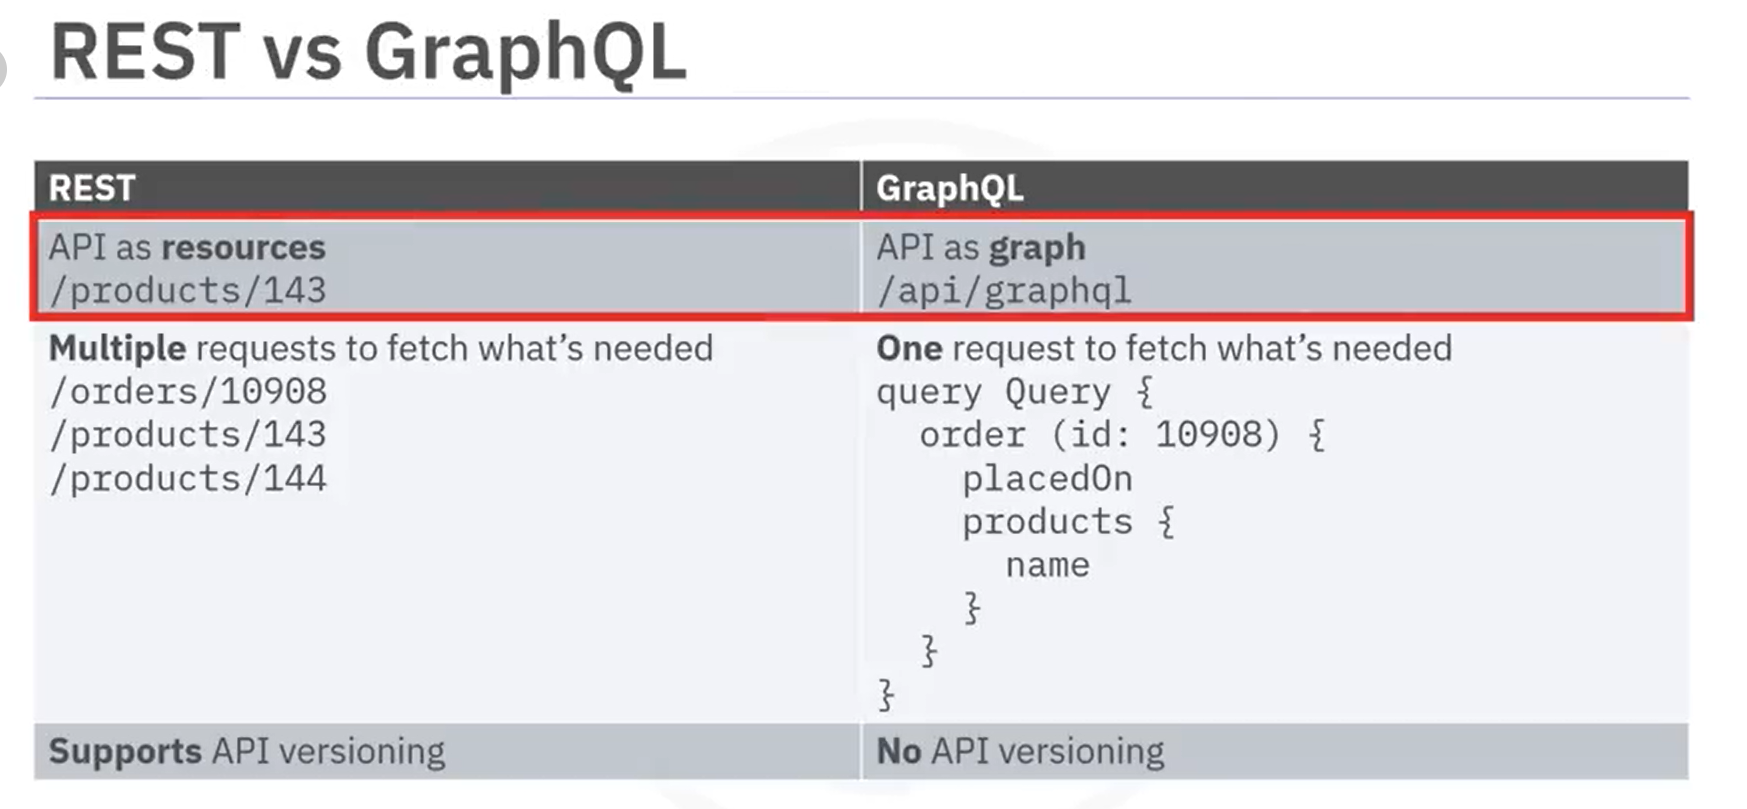 REST vs GraphQL
REST
GraphQL
API as resources
/products/143
API as graph
/api/graphql
Multiple requests to fetch what’s needed
/orders/10908
/products/143
/products/144
One request to fetch what’s needed
query Query {
  order (id: 10908) {
    placedOn
    products {
      name
    }
  }
}
Supports API versioning
No API versioning